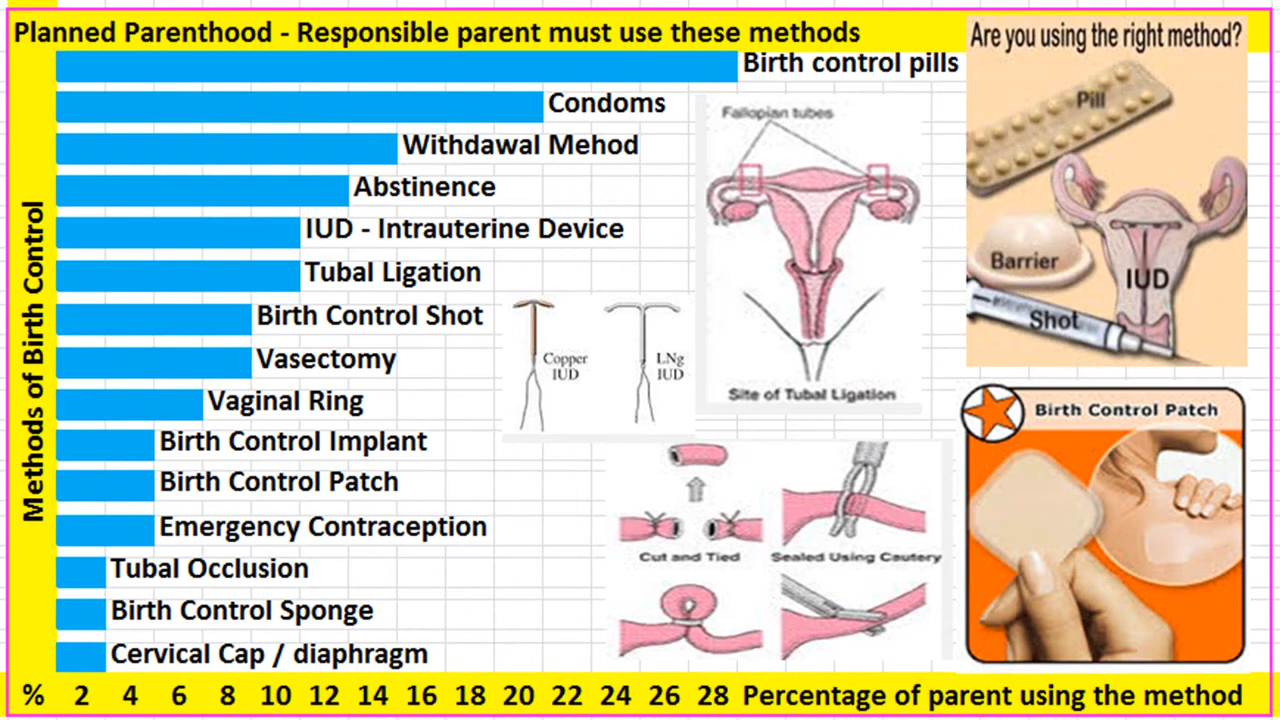 Planned Parenthood - Responsible parent must use these methods
Birth control pills
Condoms
Withdawal Mehod
Abstinence
IUD - Intrauterine Device
Tubal Ligation
Birth Control Shot
Vasectomy
Vaginal Ring
Birth Control Implant
Birth Control Patch
Emergency Contraception
Tubal Occlusion
Birth Control Sponge
Cervical Cap / diaphragm
Methods of Birth Control
% 2 4 6 8 10 12 14 16 18 20 22 24 26 28 Percentage of parent using the method
Fallopian tubes
Site of Tubal Ligation
Copper
IUD
LNg
IUD
Cut and Tied
Sealed Using Cautery
Are you using the right method?
Pill
Barrier
IUD
Shot
Birth Control Patch